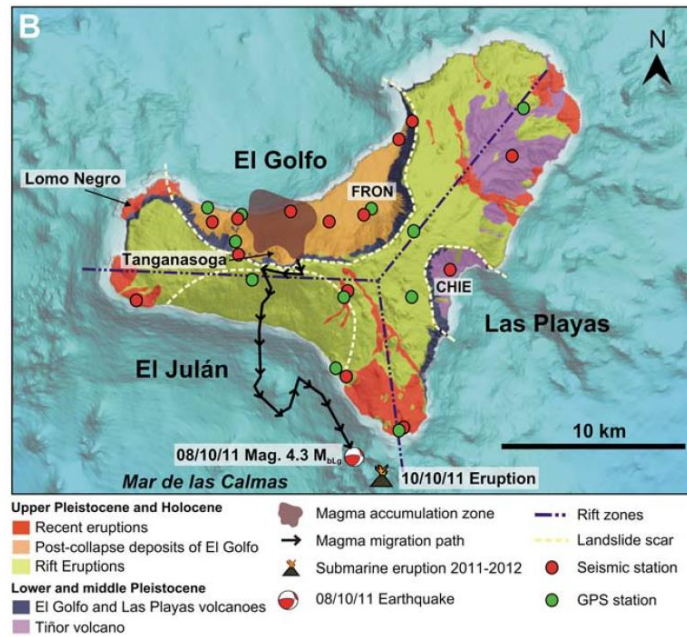 B
N
El Golfo
Lomo Negro
FRON
Tanganasoga
CHIE
Las Playas
El Julán
10 km
08/10/11 Mag. 4.3 MbLg
10/10/11 Eruption
Mar de las Calmas
Upper Pleistocene and Holocene
Recent eruptions
Post-collapse deposits of El Golfo
Rift Eruptions
Lower and middle Pleistocene
El Golfo and Las Playas volcanoes
Tiñor volcano
Magma accumulation zone
Magma migration path
Submarine eruption 2011-2012
08/10/11 Earthquake
Rift zones
Landslide scar
Seismic station
GPS station